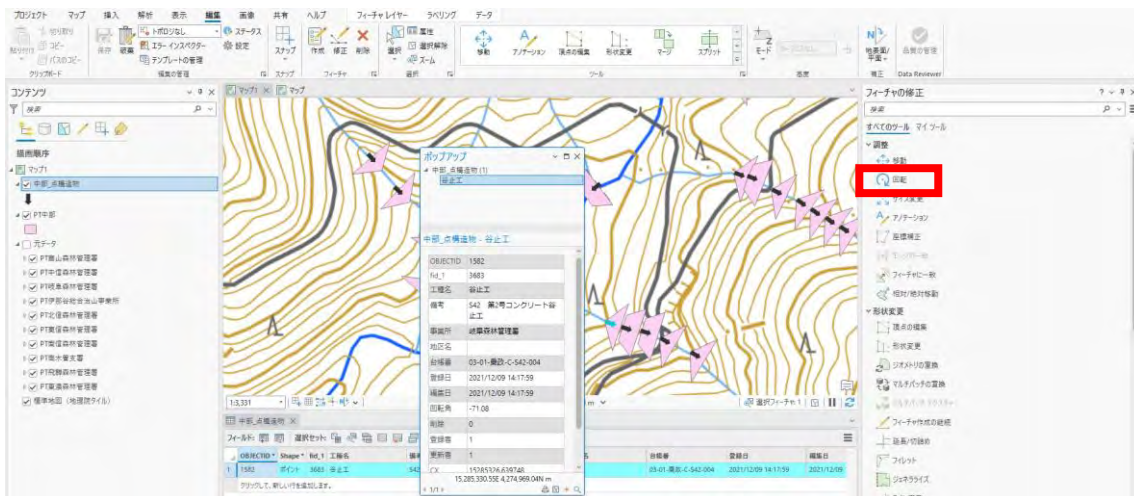 プロジェクト マップ 挿入 解析 表示 編集 画像 共有 ヘルプ フィーチャ レイヤー ラベリング データ
切り取り
コピー
パスのコピー
貼り付け
クリップボード
保存 破棄
トポロジなし
エラー インスペクター
テンプレートの管理
編集の管理
ステータス
設定
スナップ
スナップ
作成 修正 削除
フィーチャ
選択
属性
選択解除
ズーム
選択
移動 アノテーション 頂点の編集 形状変更 マージ スプリット
ツール
モード
高度
地表面/
平面
補正
品質の管理
Data Reviewer
コンテンツ
検索
描画順序
マップ1
中部_点構造物
PT中部
元データ
PT富山森林管理署
PT中信森林管理署
PT岐阜森林管理署
PT伊那谷総合治山事業所
PT北信森林管理署
PT東信森林管理署
PT南信森林管理署
PT南木曽支署
PT飛騨森林管理署
PT東濃森林管理署
標準地図 (地理院タイル)
マップ1 マップ
ポップアップ
中部_点構造物 (1)
谷止工
中部_点構造物 - 谷止工
OBJECTID 1582
fid_1 3683
工種名 谷止工
備考 S42 第2号コンクリート谷止工
事業所 岐阜森林管理署
地区名
台帳番 03-01-棄故-C-S42-004
登録日 2021/12/09 14:17:59
編集日 2021/12/09 14:17:59
回転角 -71.08
削除 0
登録者 1
更新者 1
CX 15285326.639748
15,285,330.55E 4,274,969.04N m
1/1
1:3,331
選択フィーチャ: 1
中部_点構造物
フィールド: 選択セット:
OBJECTID * Shape * fid_1 工種名 台帳番 登録日 編集日
1 1582 ポイント 3683 谷止工 03-01-棄故-C-S42-004 2021/12/09 14:17:59 2021/12/09
クリックして、新しい行を追加します。
フィーチャの修正
検索
すべてのツール マイ ツール
調整
移動
回転
サイズ変更
アノテーション
座標補正
フィーチャに一致
相対/絶対移動
形状変更
頂点の編集
形状変更
ジオメトリの置換
マルチパッチの置換
フィーチャ作成の継続
延長/切詰め
フィレット
ジェネラライズ